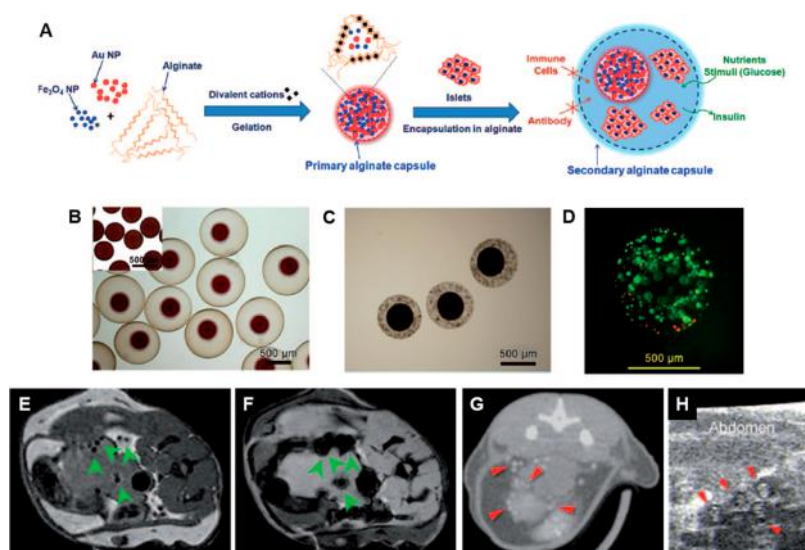 A
Au NP
Alginate
Fe3O4 NP
+
Divalent cations
Gelation
Primary alginate capsule
Islets
Encapsulation in alginate
Immune
Cells
Antibody
Nutrients
Stimuli (Glucose)
Insulin
Secondary alginate capsule
B
500 µm
500 µm
C
500 µm
D
500 µm
E
F
G
H
Abdomen